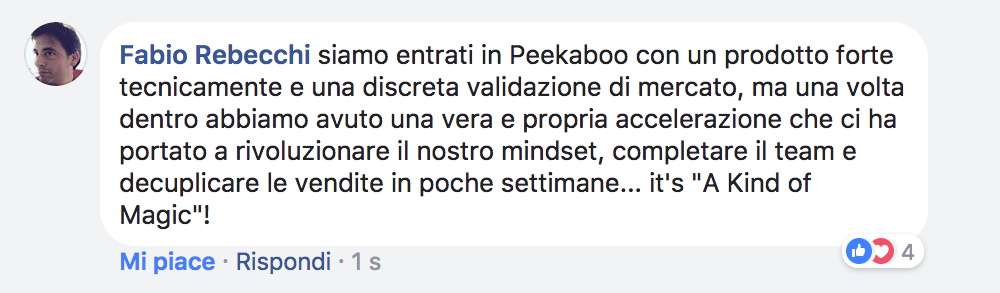 Fabio Rebecchi siamo entrati in Peekaboo con un prodotto forte
tecnicamente e una discreta validazione di mercato, ma una volta
dentro abbiamo avuto una vera e propria accelerazione che ci ha
portato a rivoluzionare il nostro mindset, completare il team e
decuplicare le vendite in poche settimane... it's "A Kind of
Magic"!
Mi piace · Rispondi · 1 s
4